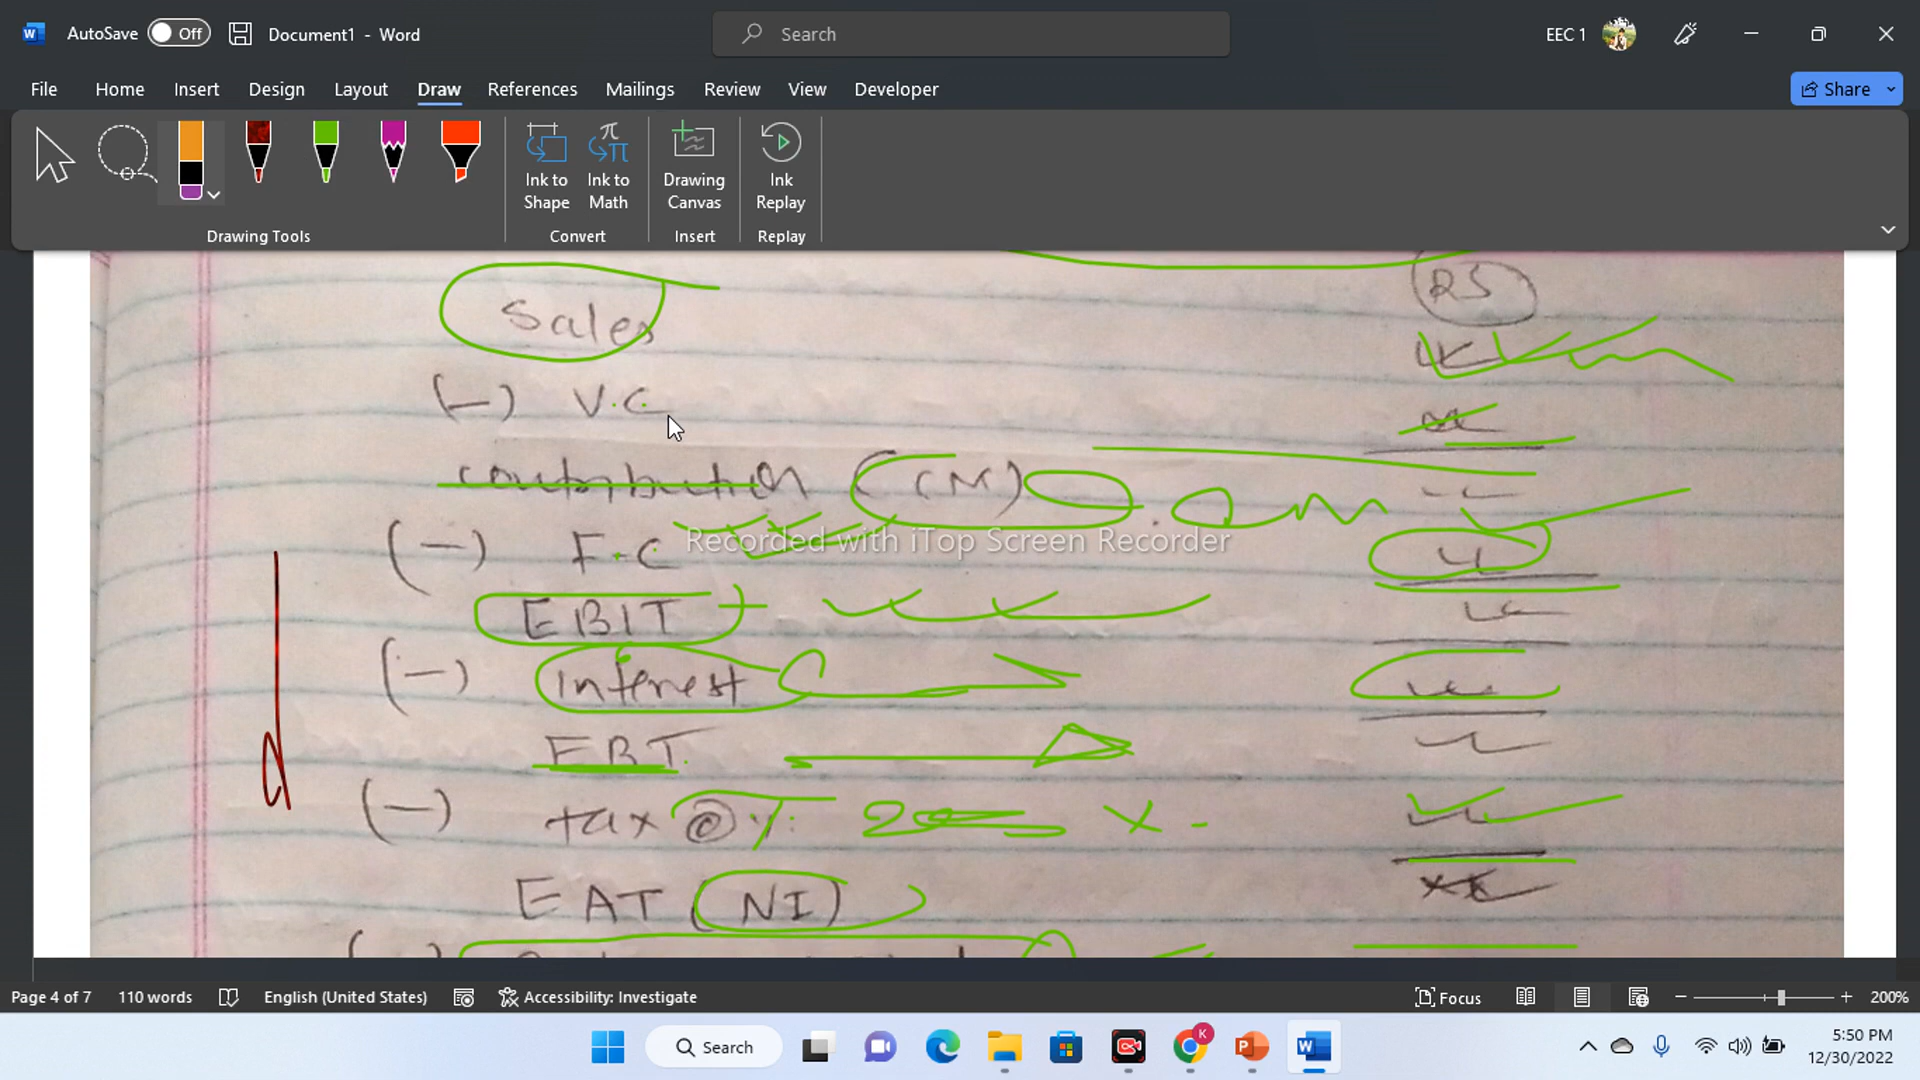 AutoSave Off Document1 - Word Search EEC 1
File Home Insert Design Layout Draw References Mailings Review View Developer Share
Ink to Shape
Ink to Math
Drawing Canvas
Ink Replay
Drawing Tools Convert Insert Replay
RS
Sales
(-) V.C
contribution (CM)
(-) F.C
Recorded with iTop Screen Recorder
EBIT
(-) interest
EBT
(-) tax @ %
EAT (NI)
Page 4 of 7 110 words English (United States) Accessibility: Investigate Focus 200%
Search K 5:50 PM
12/30/2022